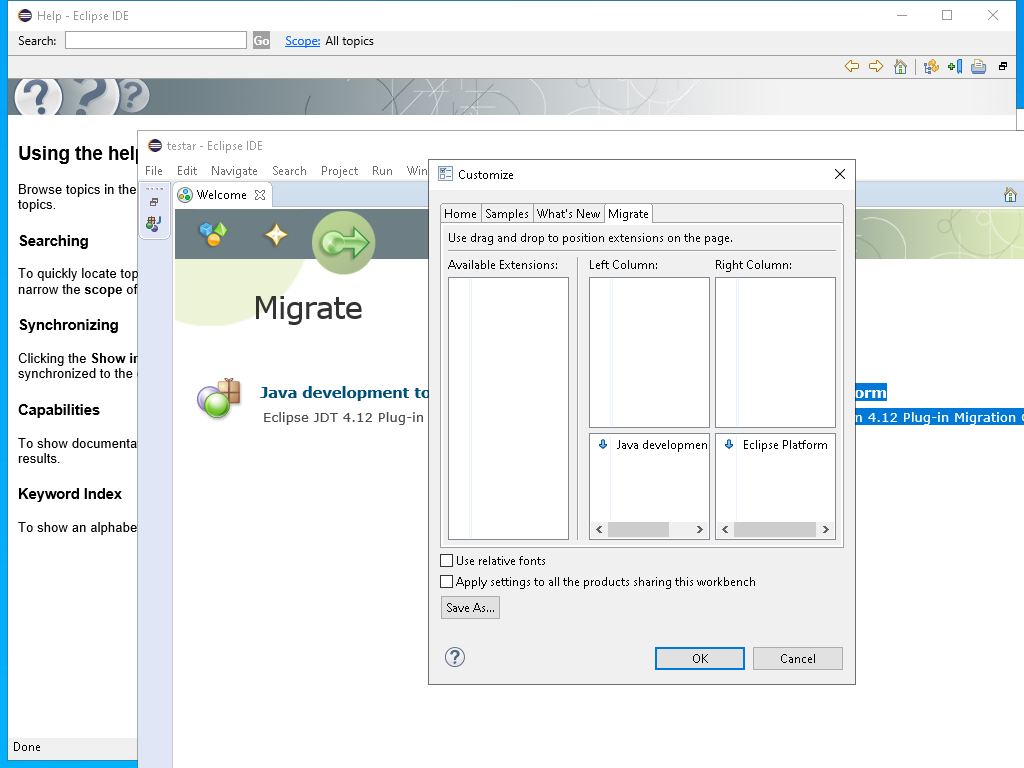 Help - Eclipse IDE
Search:
Go
Scope: All topics
Using the help
Browse topics in the
topics.
Searching
To quickly locate top
narrow the scope of
Synchronizing
Clicking the Show in
synchronized to the
Capabilities
To show documenta
results.
Keyword Index
To show an alphabe
Done
testar - Eclipse IDE
File Edit Navigate Search Project Run Win
Welcome
Migrate
Java development to
Eclipse JDT 4.12 Plug-in
orm
n 4.12 Plug-in Migration
Customize
Home Samples What's New Migrate
Use drag and drop to position extensions on the page.
Available Extensions: Left Column: Right Column:
Java developmen
Eclipse Platform
Use relative fonts
Apply settings to all the products sharing this workbench
Save As...
OK Cancel